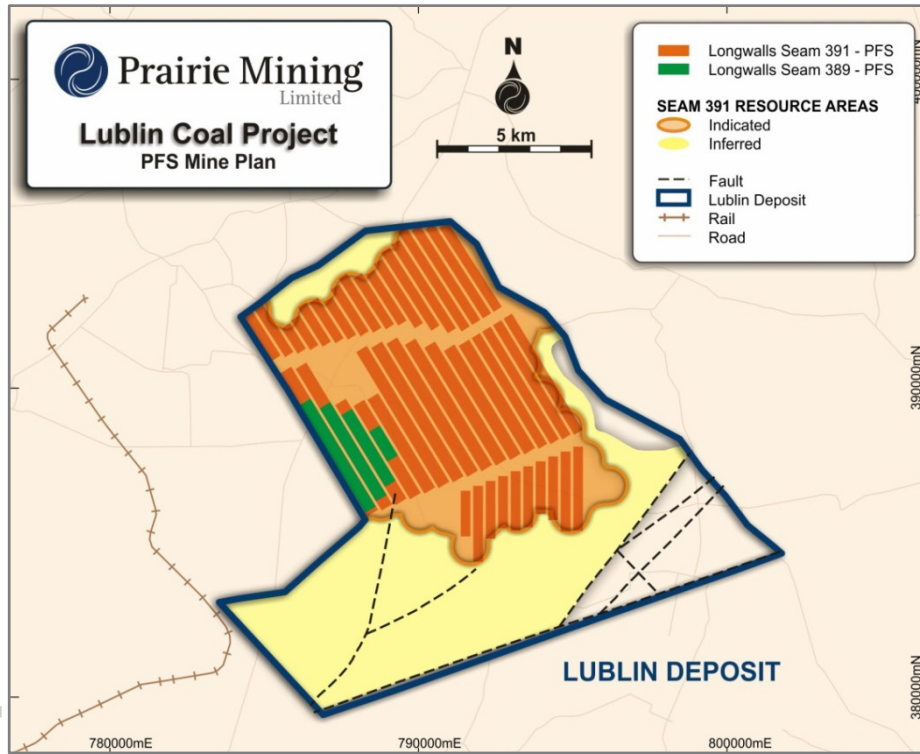 Prairie Mining
Limited
Lublin Coal Project
PFS Mine Plan
N
5 km
Longwalls Seam 391 - PFS
Longwalls Seam 389 - PFS
SEAM 391 RESOURCE AREAS
Indicated
Inferred
Fault
Lublin Deposit
Rail
Road
390000mN
LUBLIN DEPOSIT
380000mN
780000mE
790000mE
800000mE